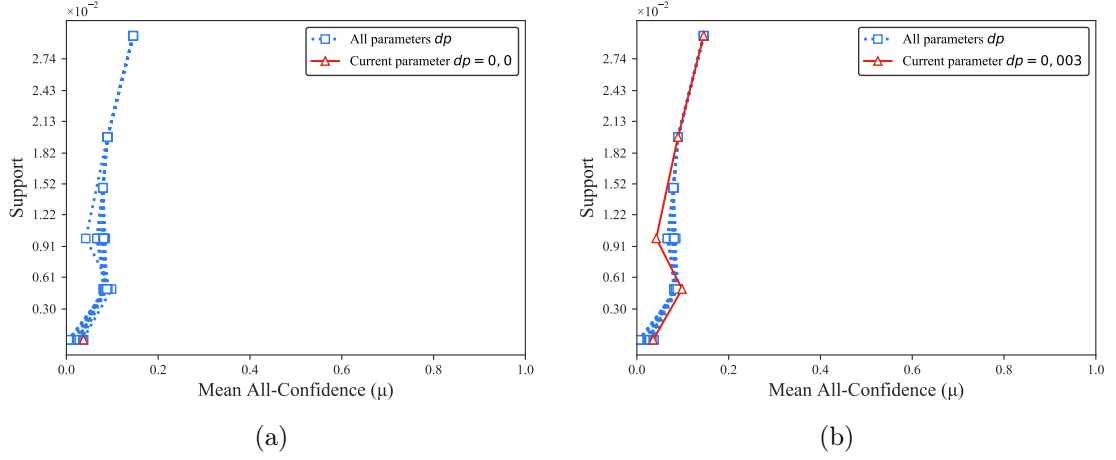 ×10⁻²
All parameters dp
Current parameter dp = 0, 0
2.74
2.43
2.13
1.82
1.52
1.22
0.91
0.61
0.30
Support
0.0 0.2 0.4 0.6 0.8 1.0
Mean All-Confidence (μ)
(a)
×10⁻²
All parameters dp
Current parameter dp = 0, 003
2.74
2.43
2.13
1.82
1.52
1.22
0.91
0.61
0.30
Support
0.0 0.2 0.4 0.6 0.8 1.0
Mean All-Confidence (μ)
(b)